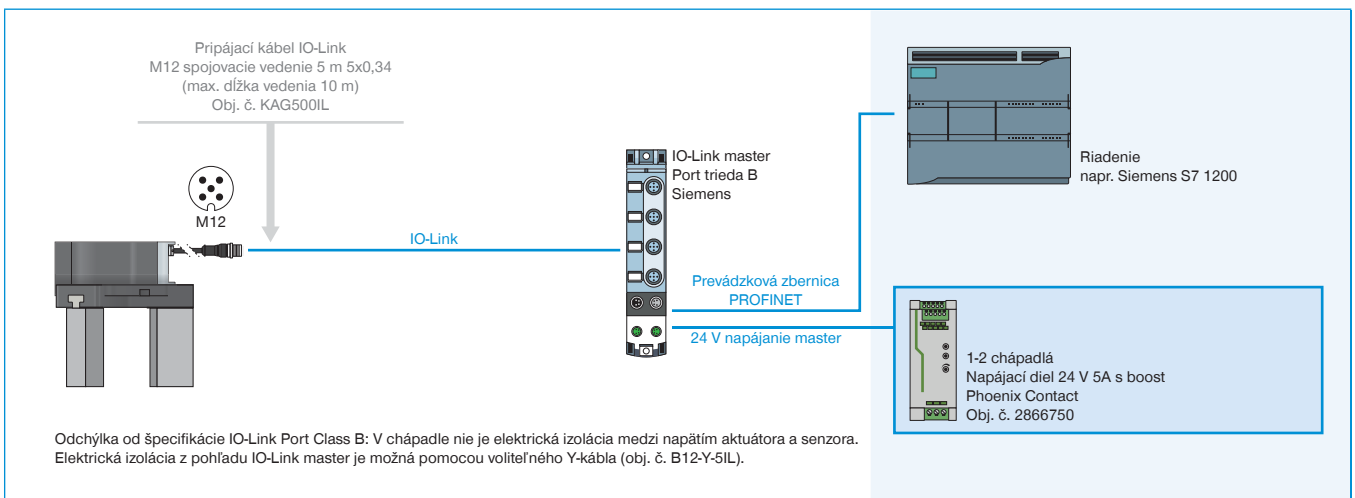 Pripájací kábel IO-Link
M12 spojovacie vedenie 5 m 5x0,34
(max. dĺžka vedenia 10 m)
Obj. č. KAG500IL
M12
IO-Link
IO-Link master
Port trieda B
Siemens
Prevádzková zbernica
PROFINET
24 V napájanie master
Riadenie
napr. Siemens S7 1200
1-2 chápadlá
Napájací diel 24 V 5A s boost
Phoenix Contact
Obj. č. 2866750
Odchýlka od špecifikácie IO-Link Port Class B: V chápadle nie je elektrická izolácia medzi napätím aktuátora a senzora.
Elektrická izolácia z pohľadu IO-Link master je možná pomocou voliteľného Y-kábla (obj. č. B12-Y-5IL).